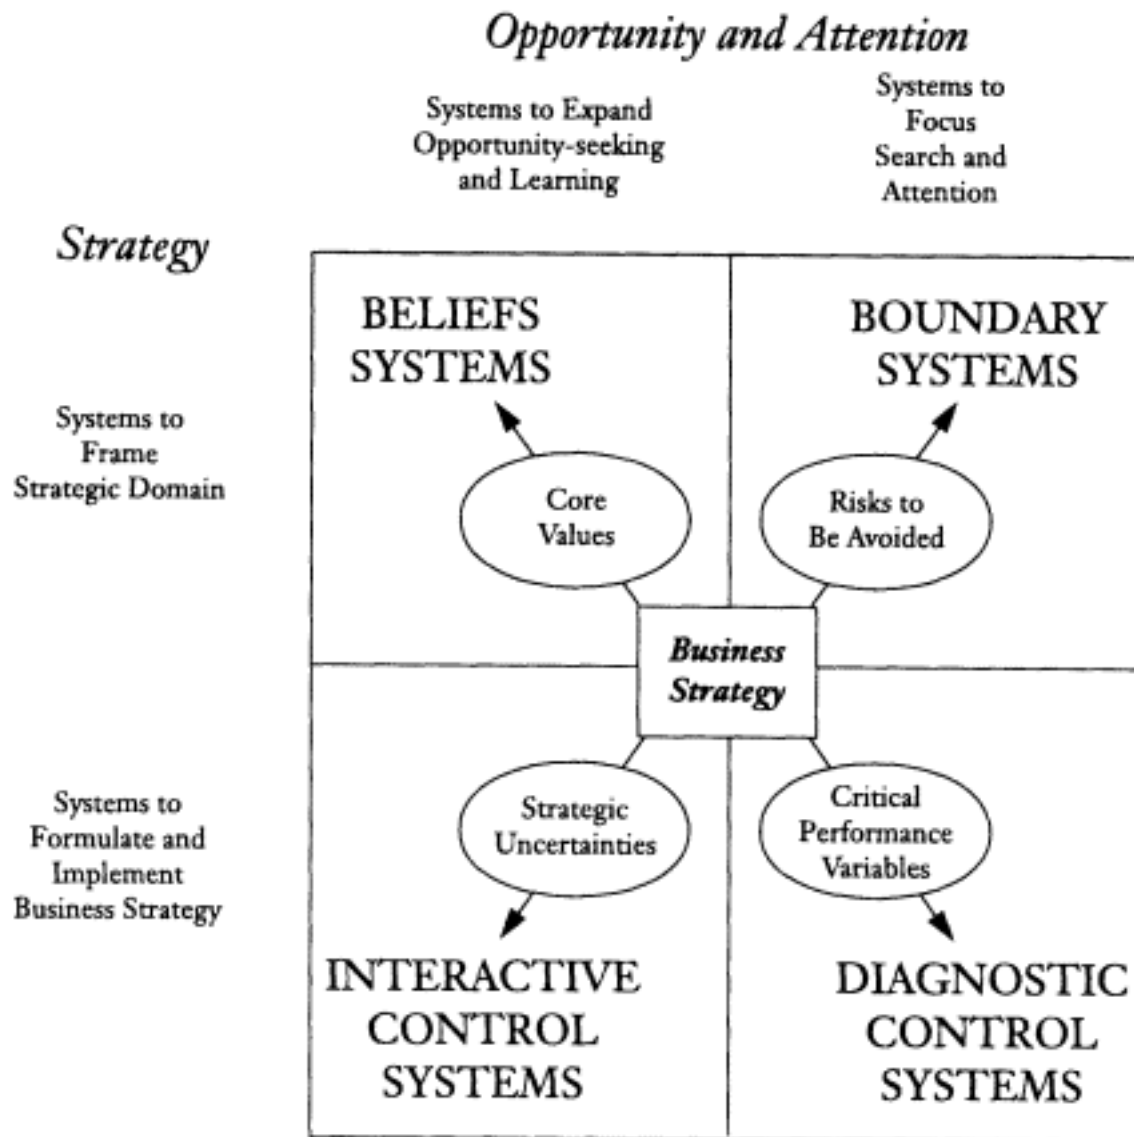 Opportunity and Attention
Systems to Expand
Opportunity-seeking
and Learning
Systems to
Focus
Search and
Attention
Strategy
BELIEFS
SYSTEMS
BOUNDARY
SYSTEMS
Systems to
Frame
Strategic Domain
Core
Values
Risks to
Be Avoided
Business
Strategy
Systems to
Formulate and
Implement
Business Strategy
Strategic
Uncertainties
Critical
Performance
Variables
INTERACTIVE
CONTROL
SYSTEMS
DIAGNOSTIC
CONTROL
SYSTEMS